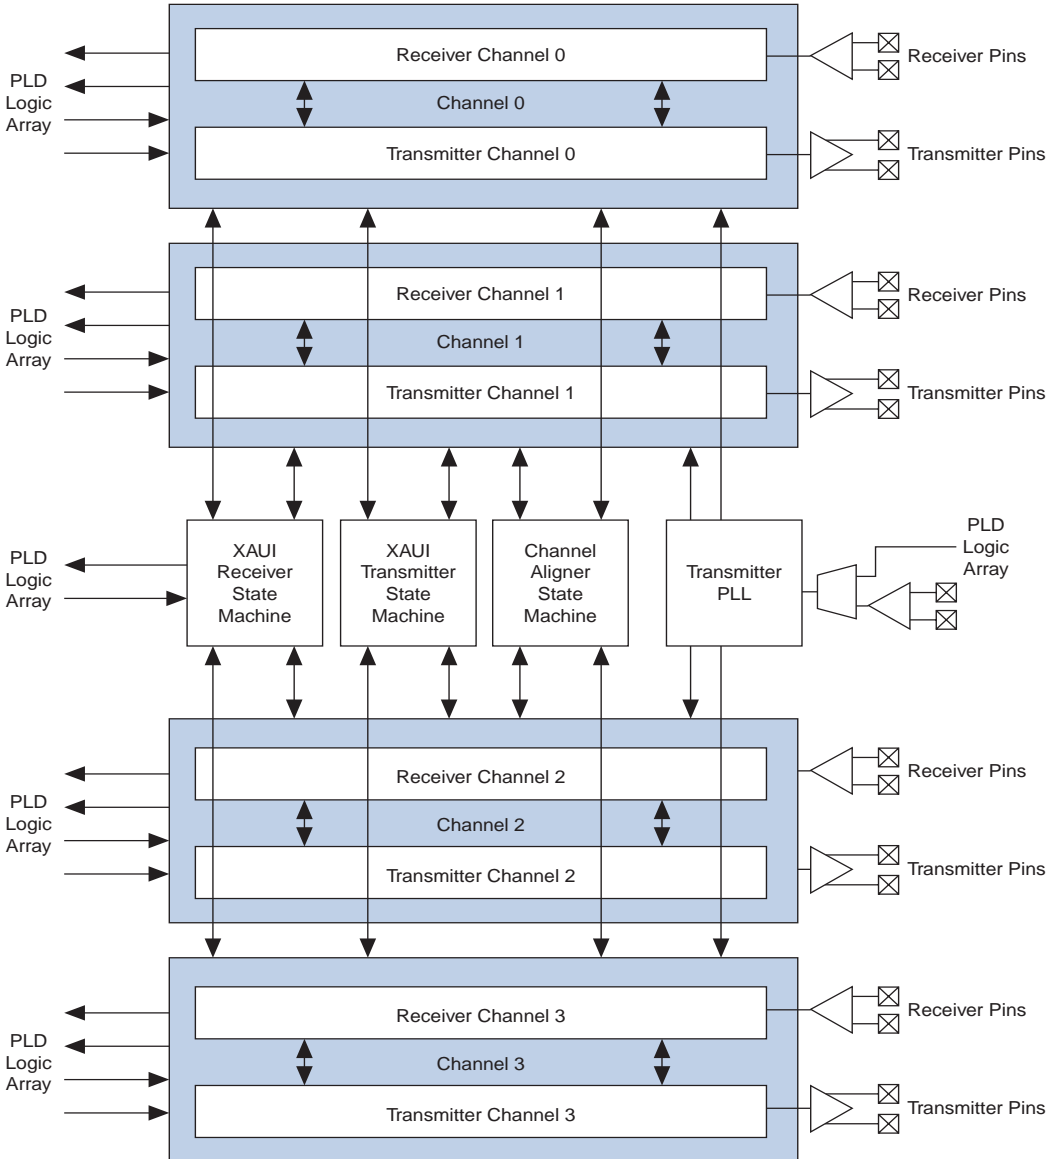 Receiver Channel 0
Receiver Pins
PLD
Logic
Array
Channel 0
Transmitter Channel 0
Transmitter Pins
Receiver Channel 1
Receiver Pins
PLD
Logic
Array
Channel 1
Transmitter Channel 1
Transmitter Pins
PLD
Logic
Array
XAUI
Receiver
State
Machine
XAUI
Transmitter
State
Machine
Channel
Aligner
State
Machine
Transmitter
PLL
PLD
Logic
Array
Receiver Channel 2
Receiver Pins
PLD
Logic
Array
Channel 2
Transmitter Channel 2
Transmitter Pins
Receiver Channel 3
Receiver Pins
PLD
Logic
Array
Channel 3
Transmitter Channel 3
Transmitter Pins